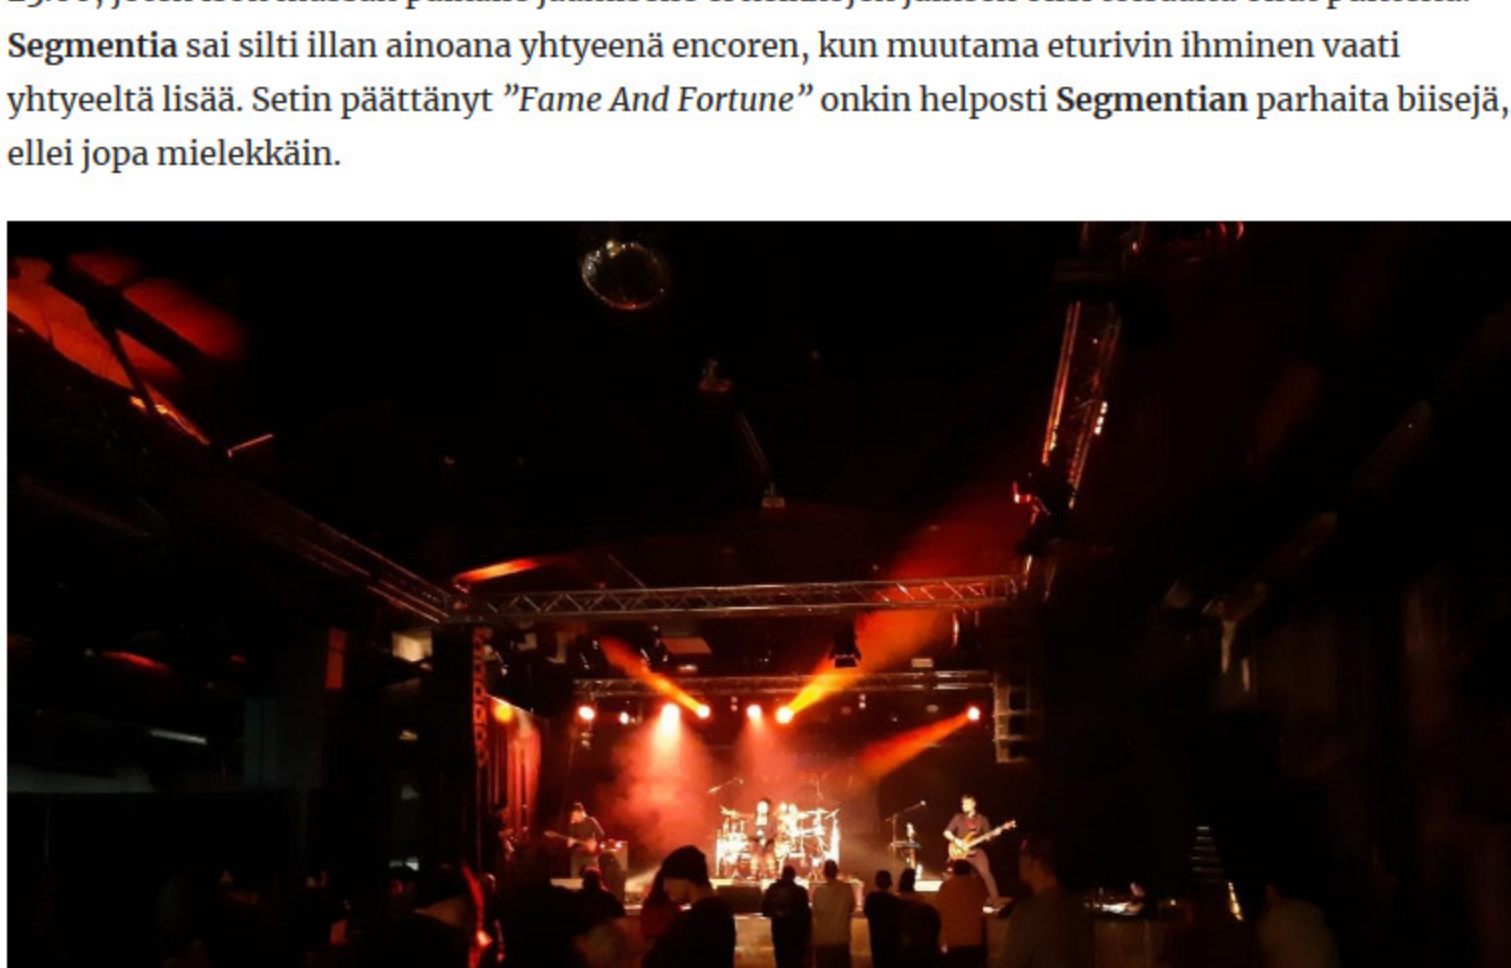 Segmentia sai silti illan ainoana yhtyeenä encoren, kun muutama eturivin ihminen vaati
yhtyeeltä lisää. Setin päättänyt ”Fame And Fortune” onkin helposti Segmentian parhaita biisejä,
ellei jopa mielekkäin.